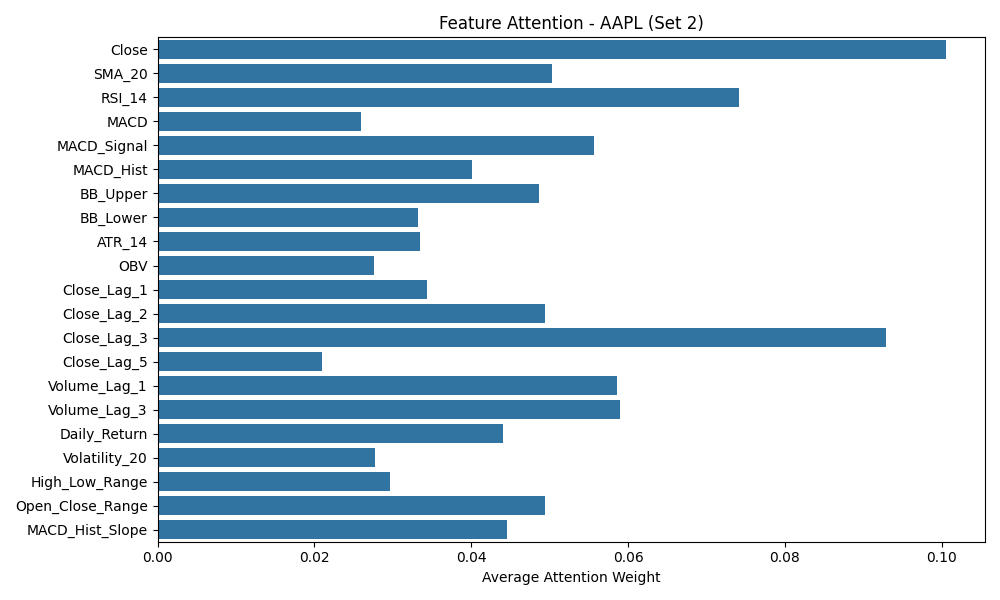 Feature Attention - AAPL (Set 2)
Close
SMA_20
RSI_14
MACD
MACD_Signal
MACD_Hist
BB_Upper
BB_Lower
ATR_14
OBV
Close_Lag_1
Close_Lag_2
Close_Lag_3
Close_Lag_5
Volume_Lag_1
Volume_Lag_3
Daily_Return
Volatility_20
High_Low_Range
Open_Close_Range
MACD_Hist_Slope
0.00 0.02 0.04 0.06 0.08 0.10
Average Attention Weight